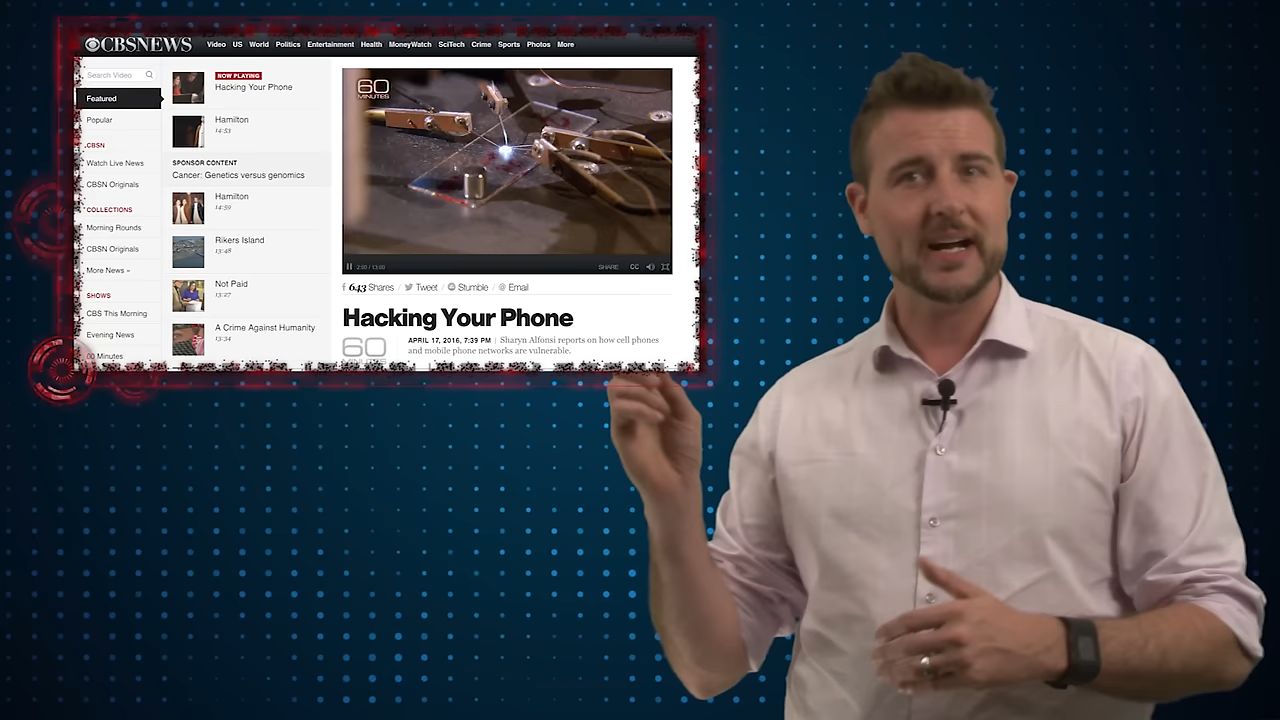 CBSNEWS
Video US World Politics Entertainment Health MoneyWatch SciTech Crime Sports Photos More
Search Video
Featured
Popular
CBSN
Watch Live News
CBSN Originals
COLLECTIONS
Morning Rounds
CBSN Originals
More News »
SHOWS
CBS This Morning
Evening News
60 Minutes
NOW PLAYING
Hacking Your Phone
Hamilton
14:53
SPONSOR CONTENT
Cancer: Genetics versus genomics
Hamilton
14:59
Rikers Island
13:48
Not Paid
13:27
A Crime Against Humanity
13:34
60
MINUTES
2:00 / 13:00
SHARE CC
643 Shares / Tweet / Stumble / Email
Hacking Your Phone
60
MINUTES
APRIL 17, 2016, 7:39 PM | Sharyn Alfonsi reports on how cell phones
and mobile phone networks are vulnerable.